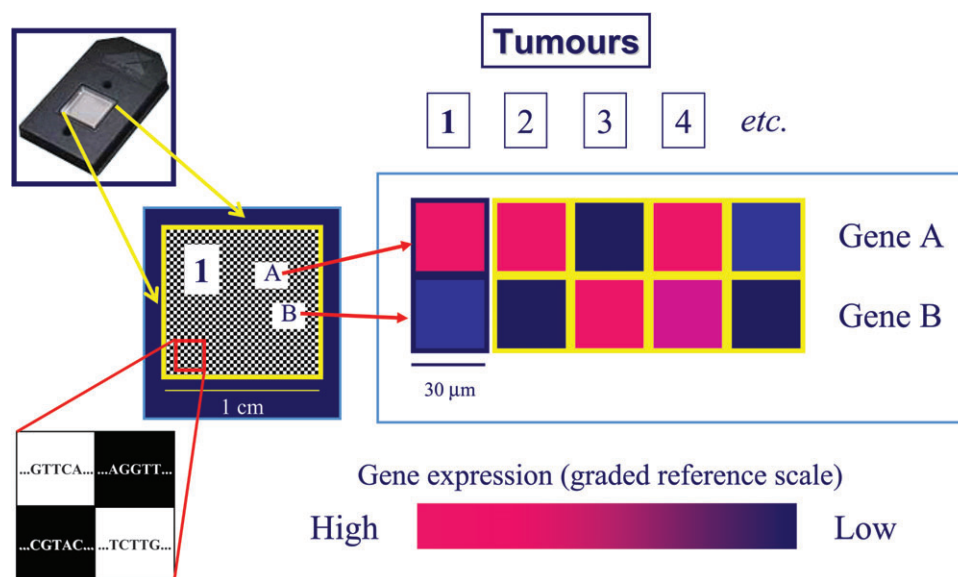 Tumours
1 2 3 4 etc.
Gene A
Gene B
1
A
B
30 µm
1 cm
...GTTCA... ...AGGTT...
...CGTAC... ...TCTTG...
Gene expression (graded reference scale)
High Low